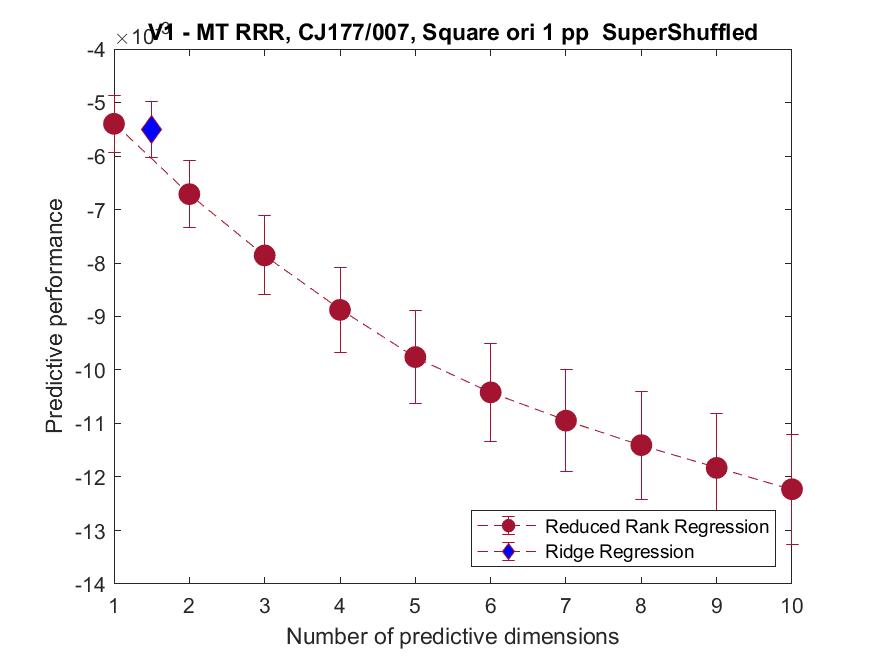 V1 - MT RRR, CJ177/007, Square ori 1 pp SuperShuffled
×10
-4
-5
-6
-7
-8
-9
-10
-11
-12
-13
-14
Predictive performance
Reduced Rank Regression
Ridge Regression
1 2 3 4 5 6 7 8 9 10
Number of predictive dimensions